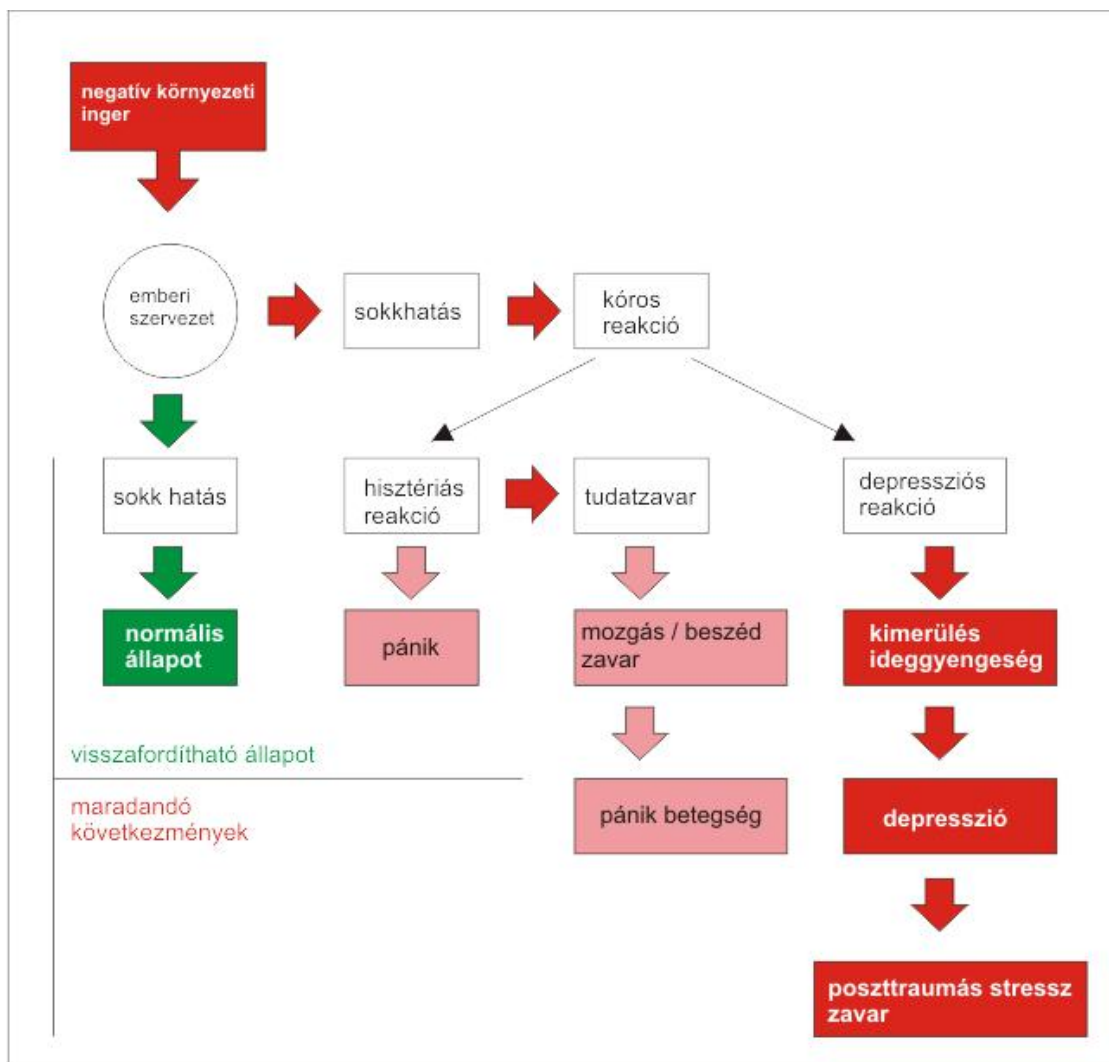 negatív környezeti
inger
emberi
szervezet
sokkhatás
kóros
reakció
sokk hatás
hisztériás
reakció
tudatzavar
depressziós
reakció
normális
állapot
pánik
mozgás / beszéd
zavar
kimerülés
ideggyengeség
visszafordítható állapot
maradandó
következmények
pánik betegség
depresszió
poszttraumás stressz
zavar